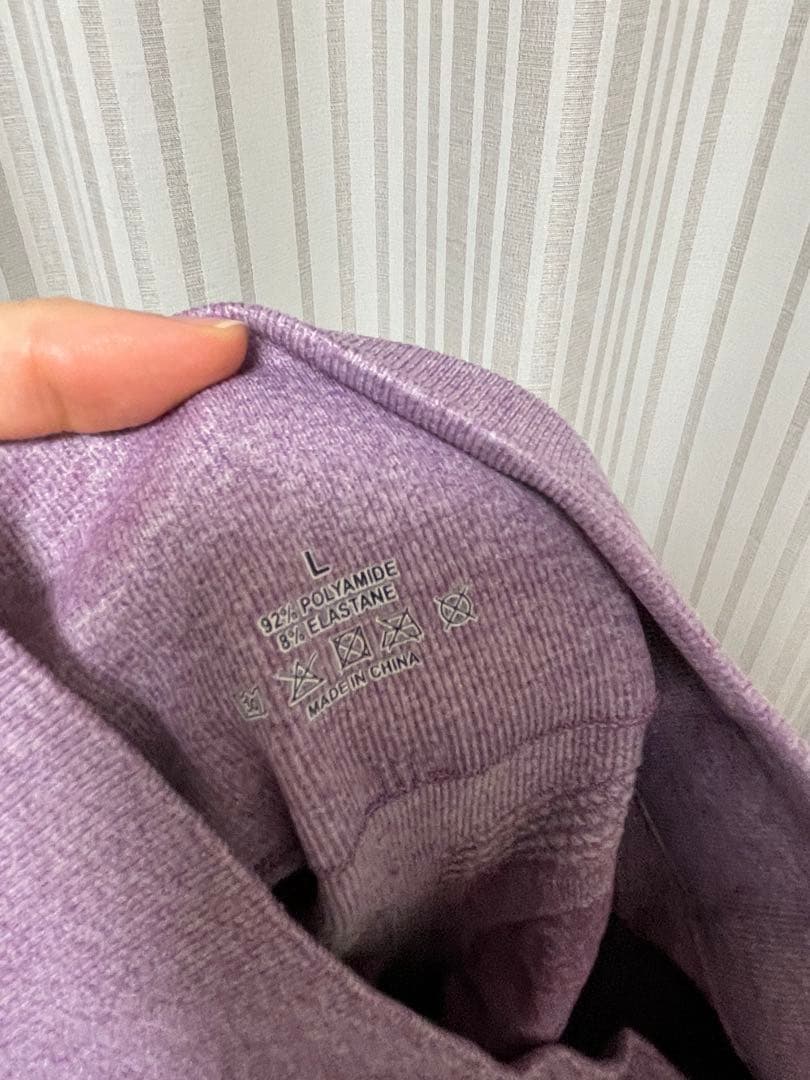 L
92% POLYAMIDE
8% ELASTANE
MADE IN CHINA